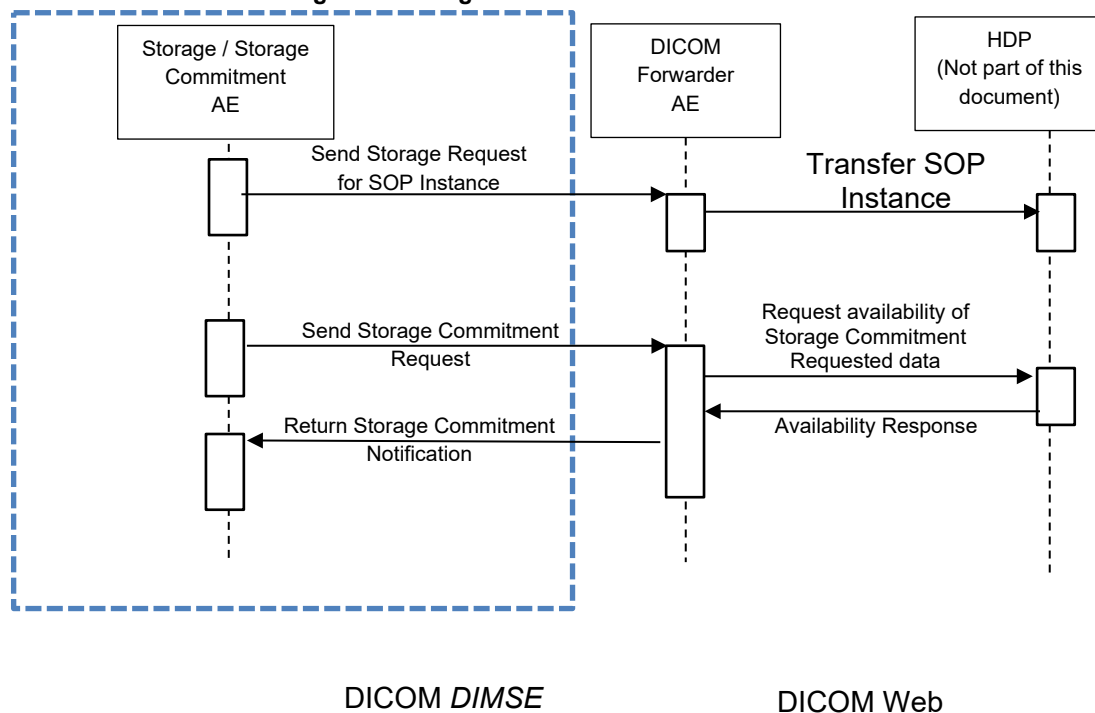 Storage / Storage
Commitment
AE
DICOM
Forwarder
AE
HDP
(Not part of this
document)
Send Storage Request
for SOP Instance
Transfer SOP
Instance
Send Storage Commitment
Request
Request availability of
Storage Commitment
Requested data
Return Storage Commitment
Notification
Availability Response
DICOM DIMSE
DICOM Web